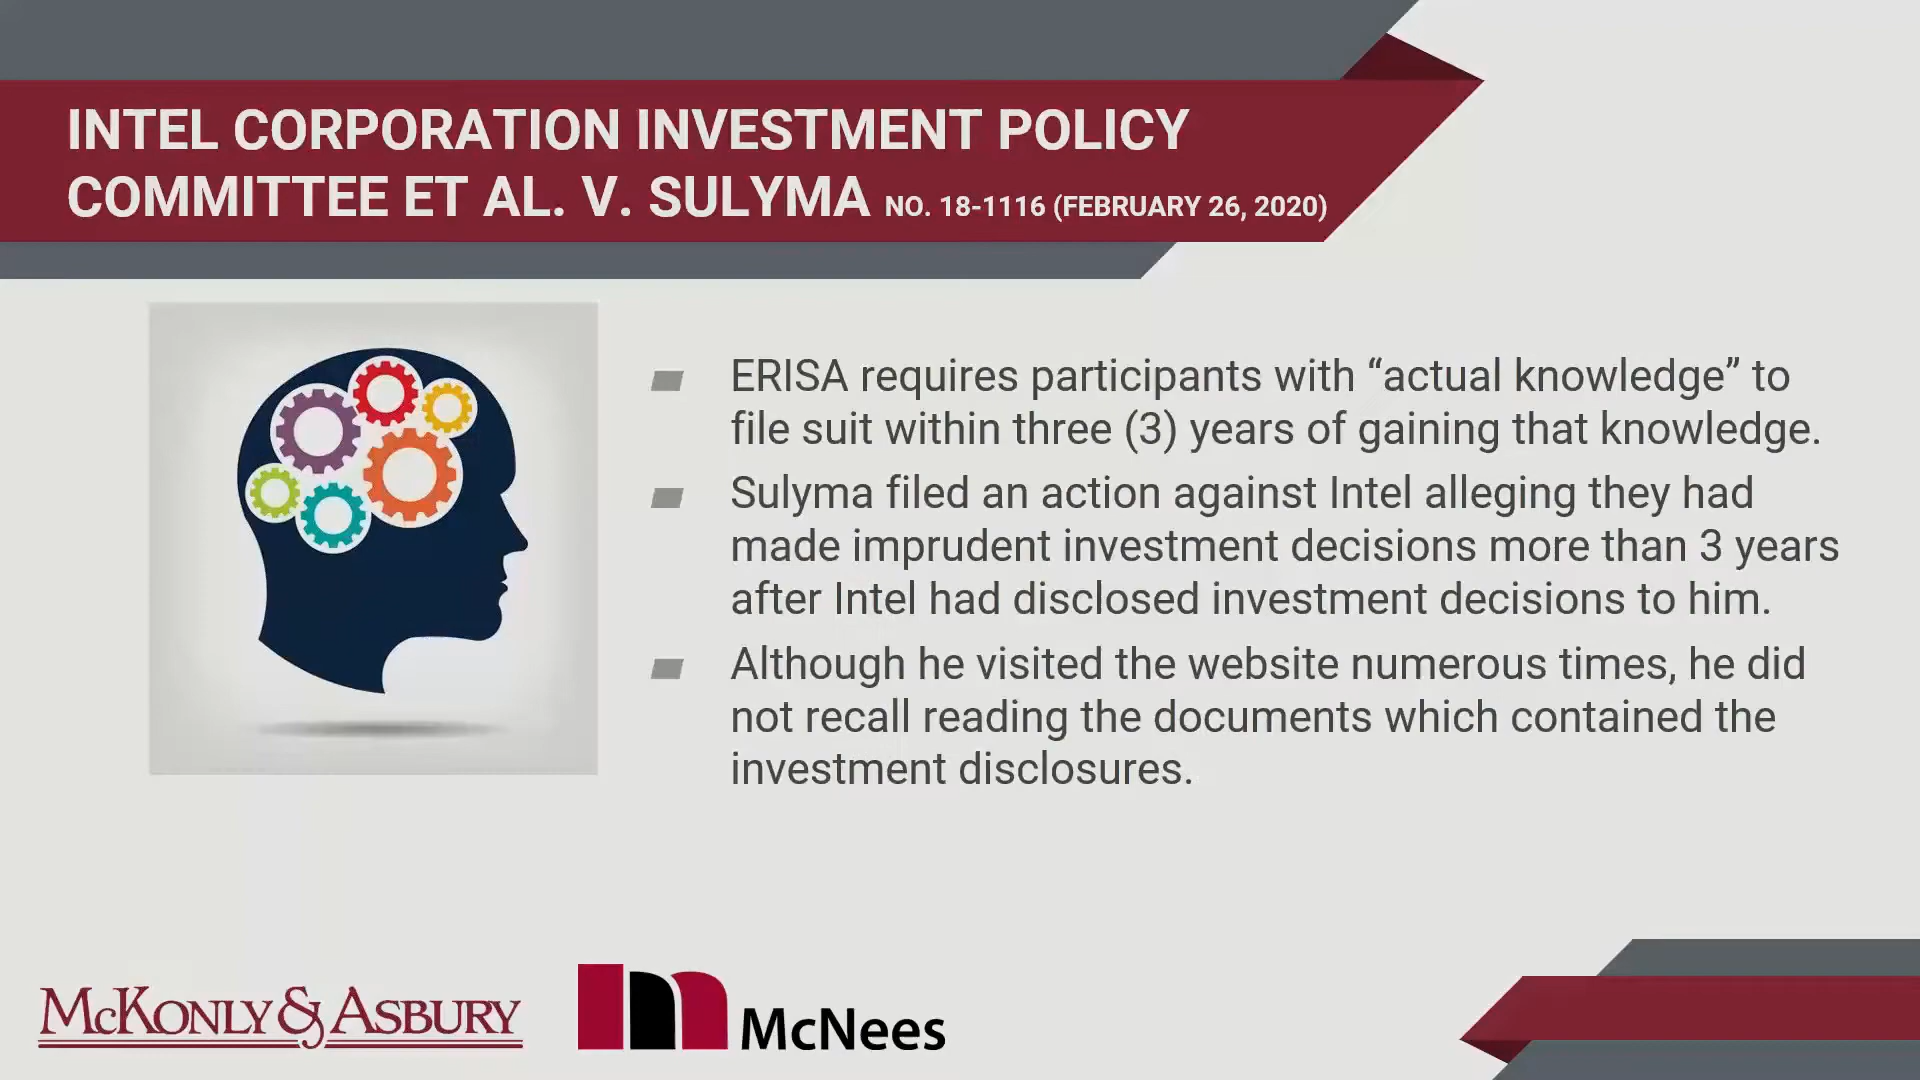 INTEL CORPORATION INVESTMENT POLICY
COMMITTEE ET AL. V. SULYMA NO. 18-1116 (FEBRUARY 26, 2020)
ERISA requires participants with “actual knowledge” to
file suit within three (3) years of gaining that knowledge.
Sulyma filed an action against Intel alleging they had
made imprudent investment decisions more than 3 years
after Intel had disclosed investment decisions to him.
Although he visited the website numerous times, he did
not recall reading the documents which contained the
investment disclosures.
McKonly & Asbury
McNees